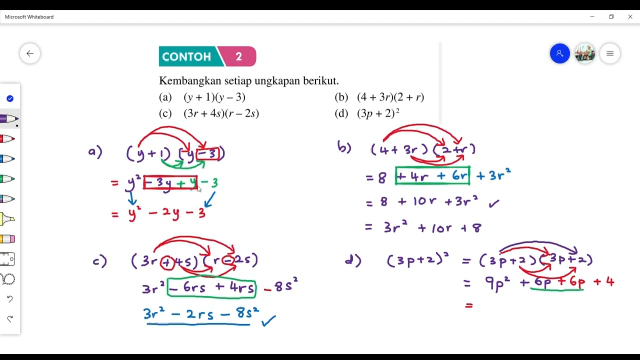 Microsoft Whiteboard
CONTOH 2
Kembangkan setiap ungkapan berikut.
(a) (y + 1)(y – 3)
(b) (4 + 3r)(2 + r)
(c) (3r + 4s)(r – 2s)
(d) (3p + 2)²
a) (y + 1) (y – 3)
= y² – 3y + y – 3
= y² – 2y – 3
b) (4 + 3r) (2 + r)
= 8 + 4r + 6r + 3r²
= 8 + 10r + 3r² ✓
= 3r² + 10r + 8
c) (3r + 4s) (r – 2s)
3r² – 6rs + 4rs – 8s²
3r² – 2rs – 8s² ✓
d) (3p + 2)² = (3p + 2) (3p + 2)
= 9p² + 6p + 6p + 4
=